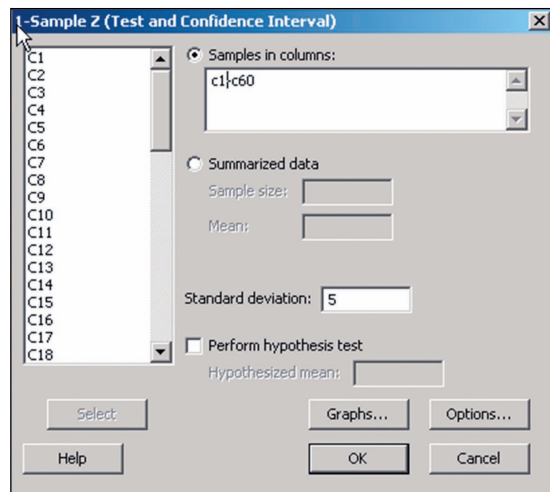 1-Sample Z (Test and Confidence Interval)
C1
C2
C3
C4
C5
C6
C7
C8
C9
C10
C11
C12
C13
C14
C15
C16
C17
C18
Samples in columns:
c1-c60
Summarized data
Sample size:
Mean:
Standard deviation: 5
Perform hypothesis test
Hypothesized mean:
Select
Graphs...
Options...
Help
OK
Cancel